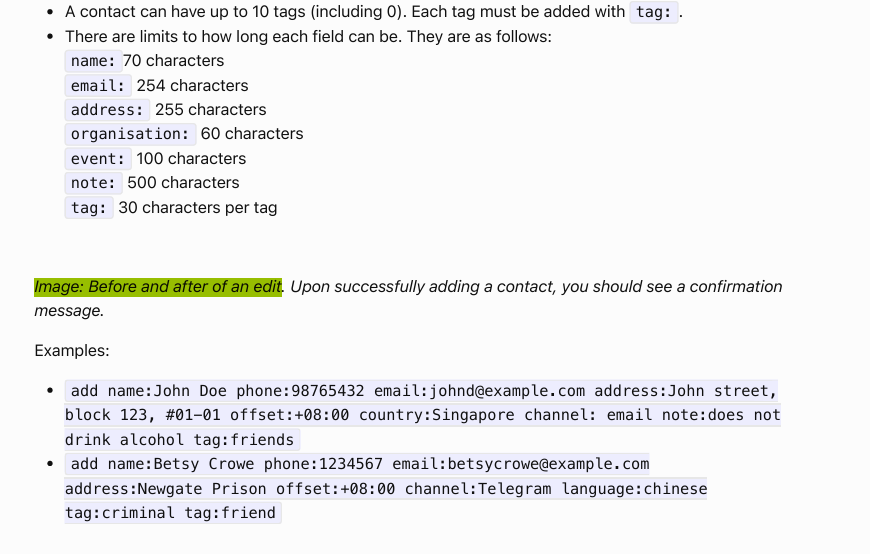 • A contact can have up to 10 tags (including 0). Each tag must be added with tag: .
• There are limits to how long each field can be. They are as follows:
name: 70 characters
email: 254 characters
address: 255 characters
organisation: 60 characters
event: 100 characters
note: 500 characters
tag: 30 characters per tag
Image: Before and after of an edit. Upon successfully adding a contact, you should see a confirmation
message.
Examples:
• add name:John Doe phone:98765432 email:johnd@example.com address:John street,
block 123, #01-01 offset:+08:00 country:Singapore channel: email note:does not
drink alcohol tag:friends
• add name:Betsy Crowe phone:1234567 email:betsycrowe@example.com
address:Newgate Prison offset:+08:00 channel:Telegram language:chinese
tag:criminal tag:friend